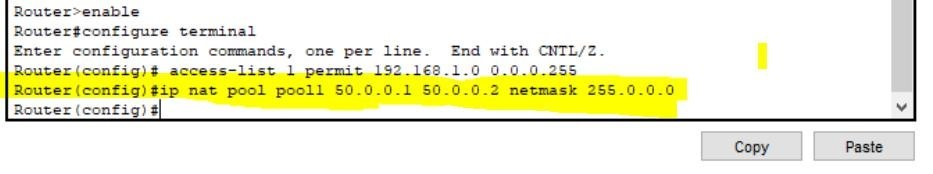 Router>enable
Router#configure terminal
Enter configuration commands, one per line.  End with CNTL/Z.
Router(config)# access-list 1 permit 192.168.1.0 0.0.0.255
Router(config)#ip nat pool pool1 50.0.0.1 50.0.0.2 netmask 255.0.0.0
Router(config)#
Copy
Paste